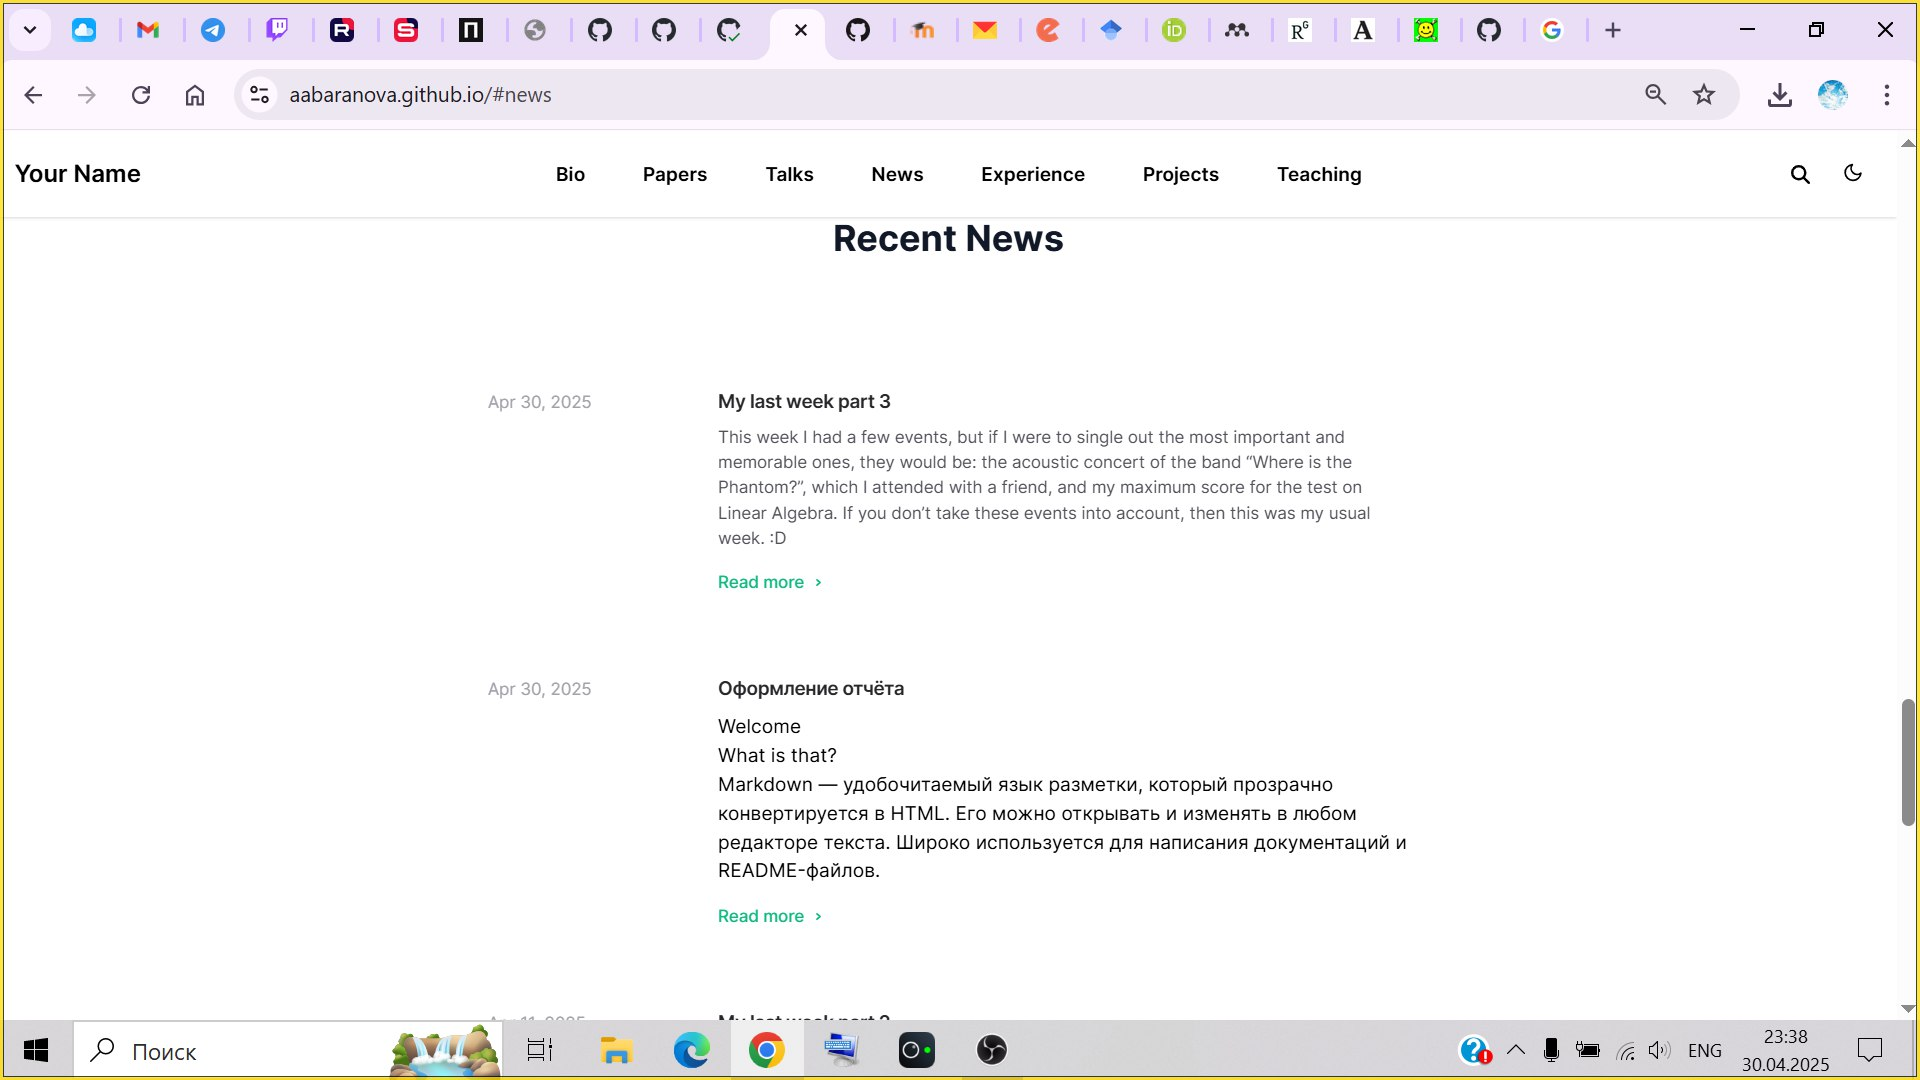 aabaranova.github.io/#news
Your Name
Bio
Papers
Talks
News
Experience
Projects
Teaching
Recent News
Apr 30, 2025
My last week part 3
This week I had a few events, but if I were to single out the most important and
memorable ones, they would be: the acoustic concert of the band “Where is the
Phantom?”, which I attended with a friend, and my maximum score for the test on
Linear Algebra. If you don’t take these events into account, then this was my usual
week. :D
Read more
Apr 30, 2025
Оформление отчёта
Welcome
What is that?
Markdown — удобочитаемый язык разметки, который прозрачно
конвертируется в HTML. Его можно открывать и изменять в любом
редакторе текста. Широко используется для написания документаций и
README-файлов.
Read more
My last week part
Поиск
ENG
23:38
30.04.2025